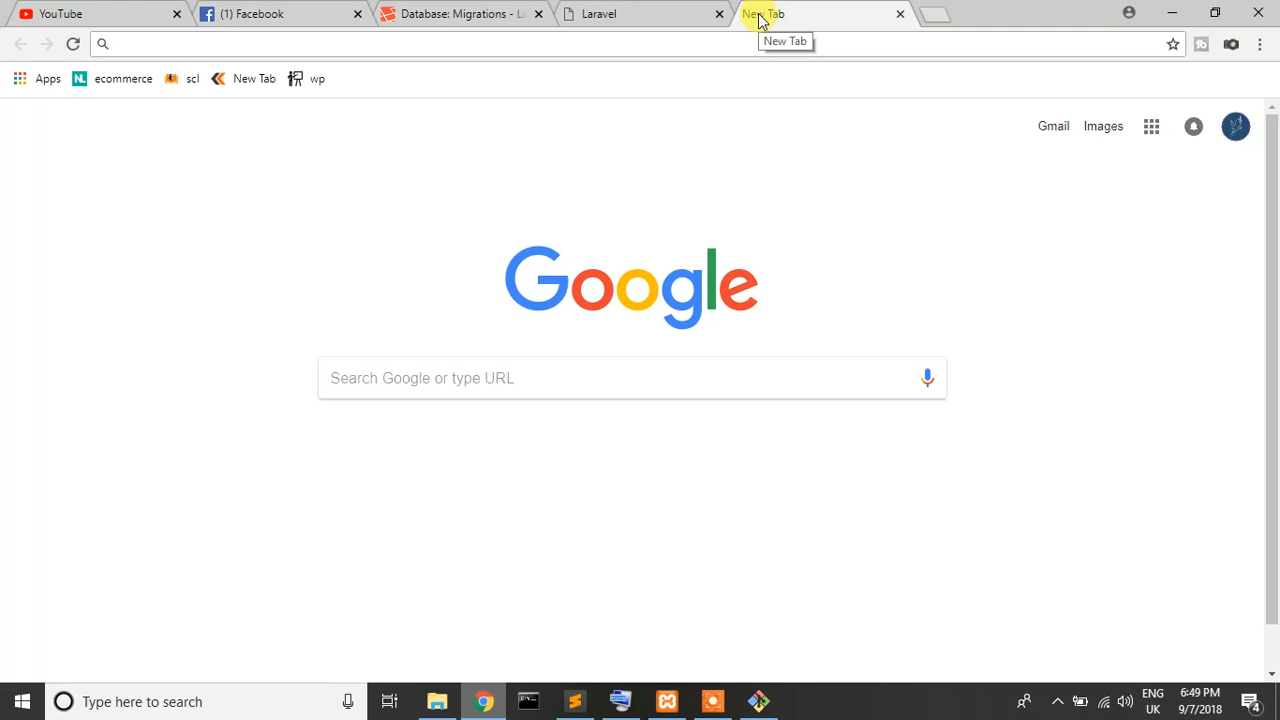 YouTube
(1) Facebook
Database: Migrations - La
Laravel
New Tab
New Tab
Apps
ecommerce
scl
New Tab
wp
Gmail
Images
Google
Search Google or type URL
Type here to search
ENG
UK
6:49 PM
9/7/2018
4